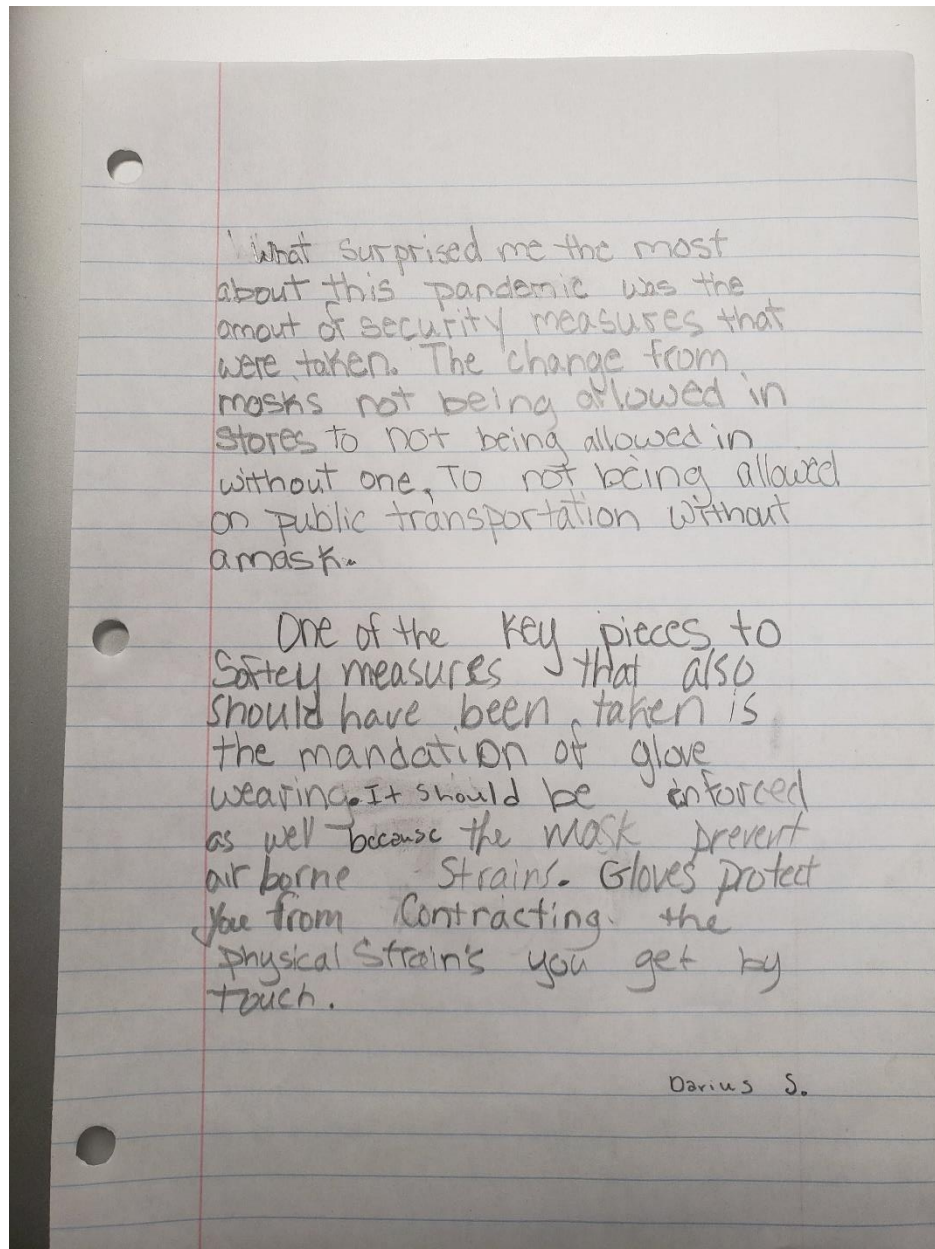 What surprised me the most
about this pandemic was the
amout of security measures that
were taken. The change from
masks not being allowed in
stores to not being allowed in
without one, To not being allowed
on public transportation without
a mask.
One of the key pieces to
Saftey measures that also
should have been taken is
the mandation of glove
wearing. It should be enforced
as well because the mask prevent
air borne Strains. Gloves protect
you from Contracting the
physical Strain's you get by
touch.
Darius S.